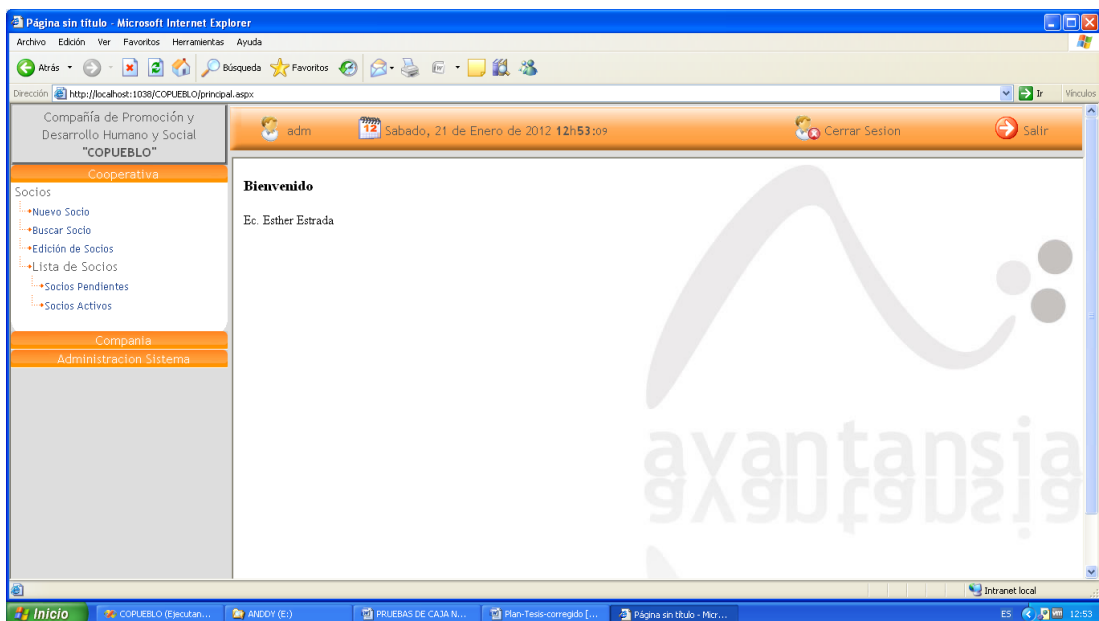 Página sin título - Microsoft Internet Explorer
Archivo Edición Ver Favoritos Herramientas Ayuda
Atrás Búsqueda Favoritos
Dirección http://localhost:1038/COPUEBLO/principal.aspx Ir Vínculos
Compañía de Promoción y
Desarrollo Humano y Social
"COPUEBLO"
adm 12 Sabado, 21 de Enero de 2012 12h53:09 Cerrar Sesion Salir
Cooperativa
Socios
Nuevo Socio
Buscar Socio
Edición de Socios
Lista de Socios
Socios Pendientes
Socios Activos
Compania
Administracion Sistema
Bienvenido
Ec. Esther Estrada
avantansia
Intranet local
Inicio COPUEBLO (Ejecutan... ANDDY (E:) PRUEBAS DE CAJA N... Plan-Tesis-corregido [... Página sin título - Micr... ES 12:53